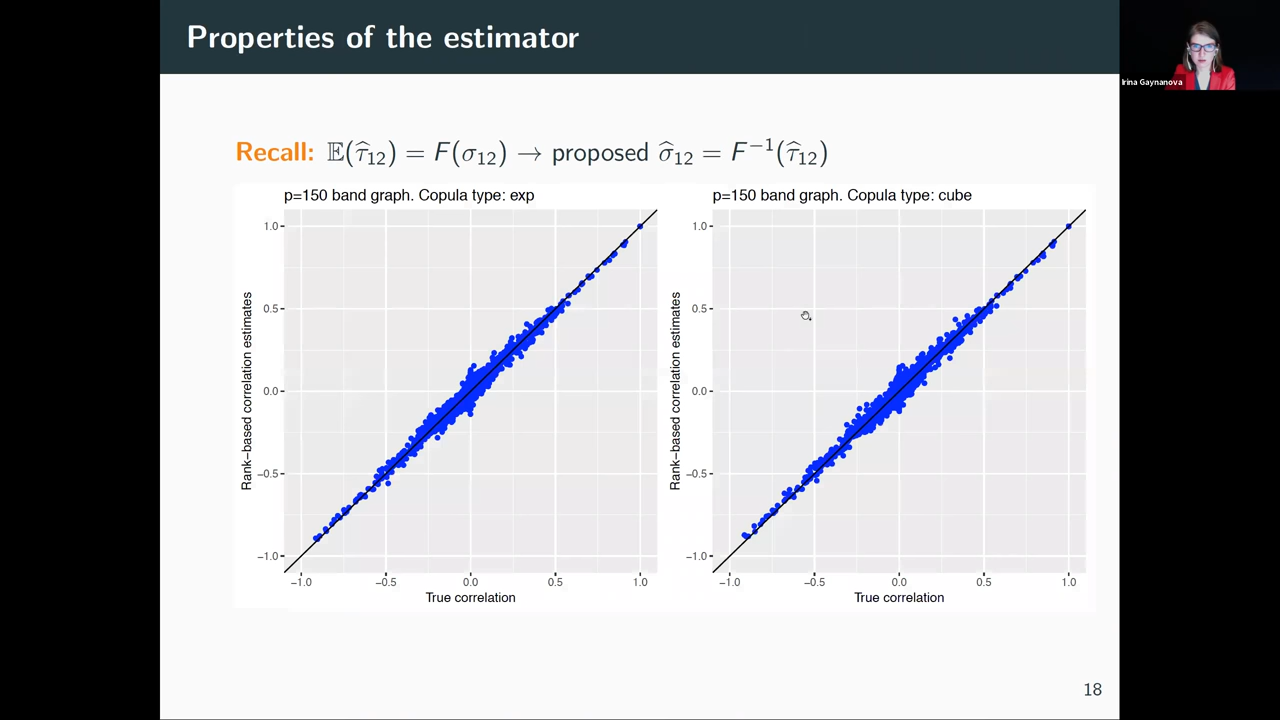 Properties of the estimator
Irina Gaynanova
Recall: 𝔼(τ̂₁₂) = F(σ₁₂) → proposed σ̂₁₂ = F⁻¹(τ̂₁₂)
p=150 band graph. Copula type: exp
1.0
0.5
0.0
−0.5
−1.0
Rank−based correlation estimates
−1.0 −0.5 0.0 0.5 1.0
True correlation
p=150 band graph. Copula type: cube
1.0
0.5
0.0
−0.5
−1.0
Rank−based correlation estimates
−1.0 −0.5 0.0 0.5 1.0
True correlation
18